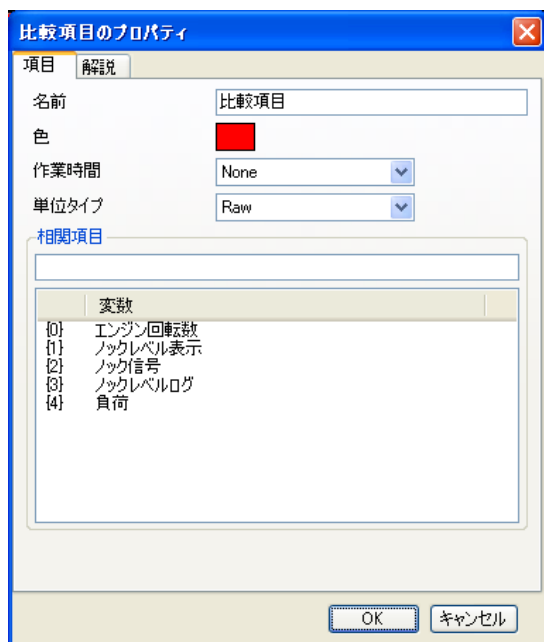 比較項目のプロパティ
項目 解説
名前 比較項目
色
作業時間 None
単位タイプ Raw
相関項目
変数
{0} エンジン回転数
{1} ノックレベル表示
{2} ノック信号
{3} ノックレベルログ
{4} 負荷
OK キャンセル